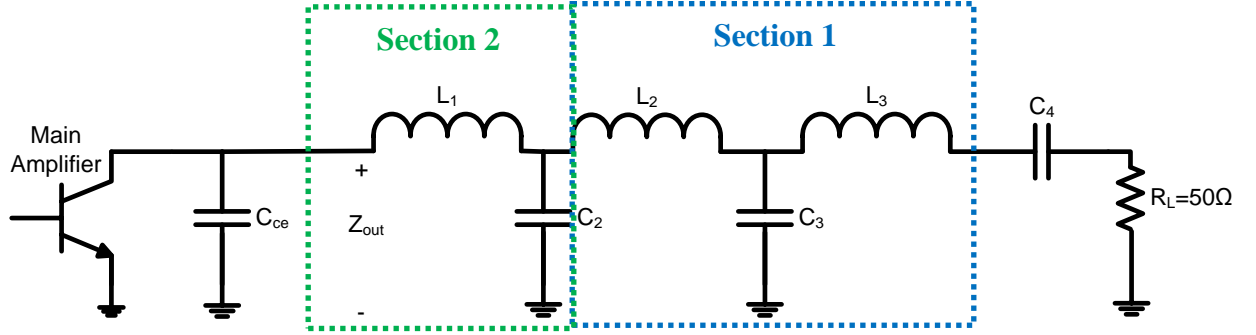 Section 2
Section 1
L1
L2
L3
C4
Main
Amplifier
+
Cce
Zout
C2
C3
RL=50Ω
-